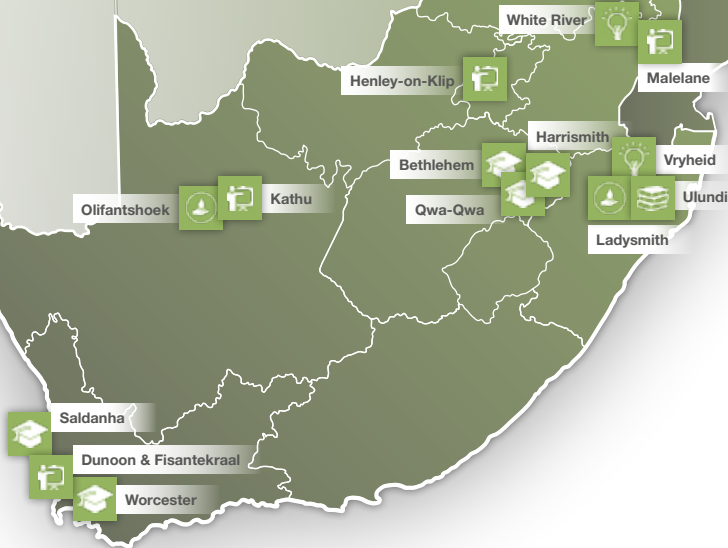 White River
Malelane
Henley-on-Klip
Harrismith
Bethlehem
Vryheid
Qwa-Qwa
Ulundi
Ladysmith
Olifantshoek
Kathu
Saldanha
Dunoon & Fisantekraal
Worcester